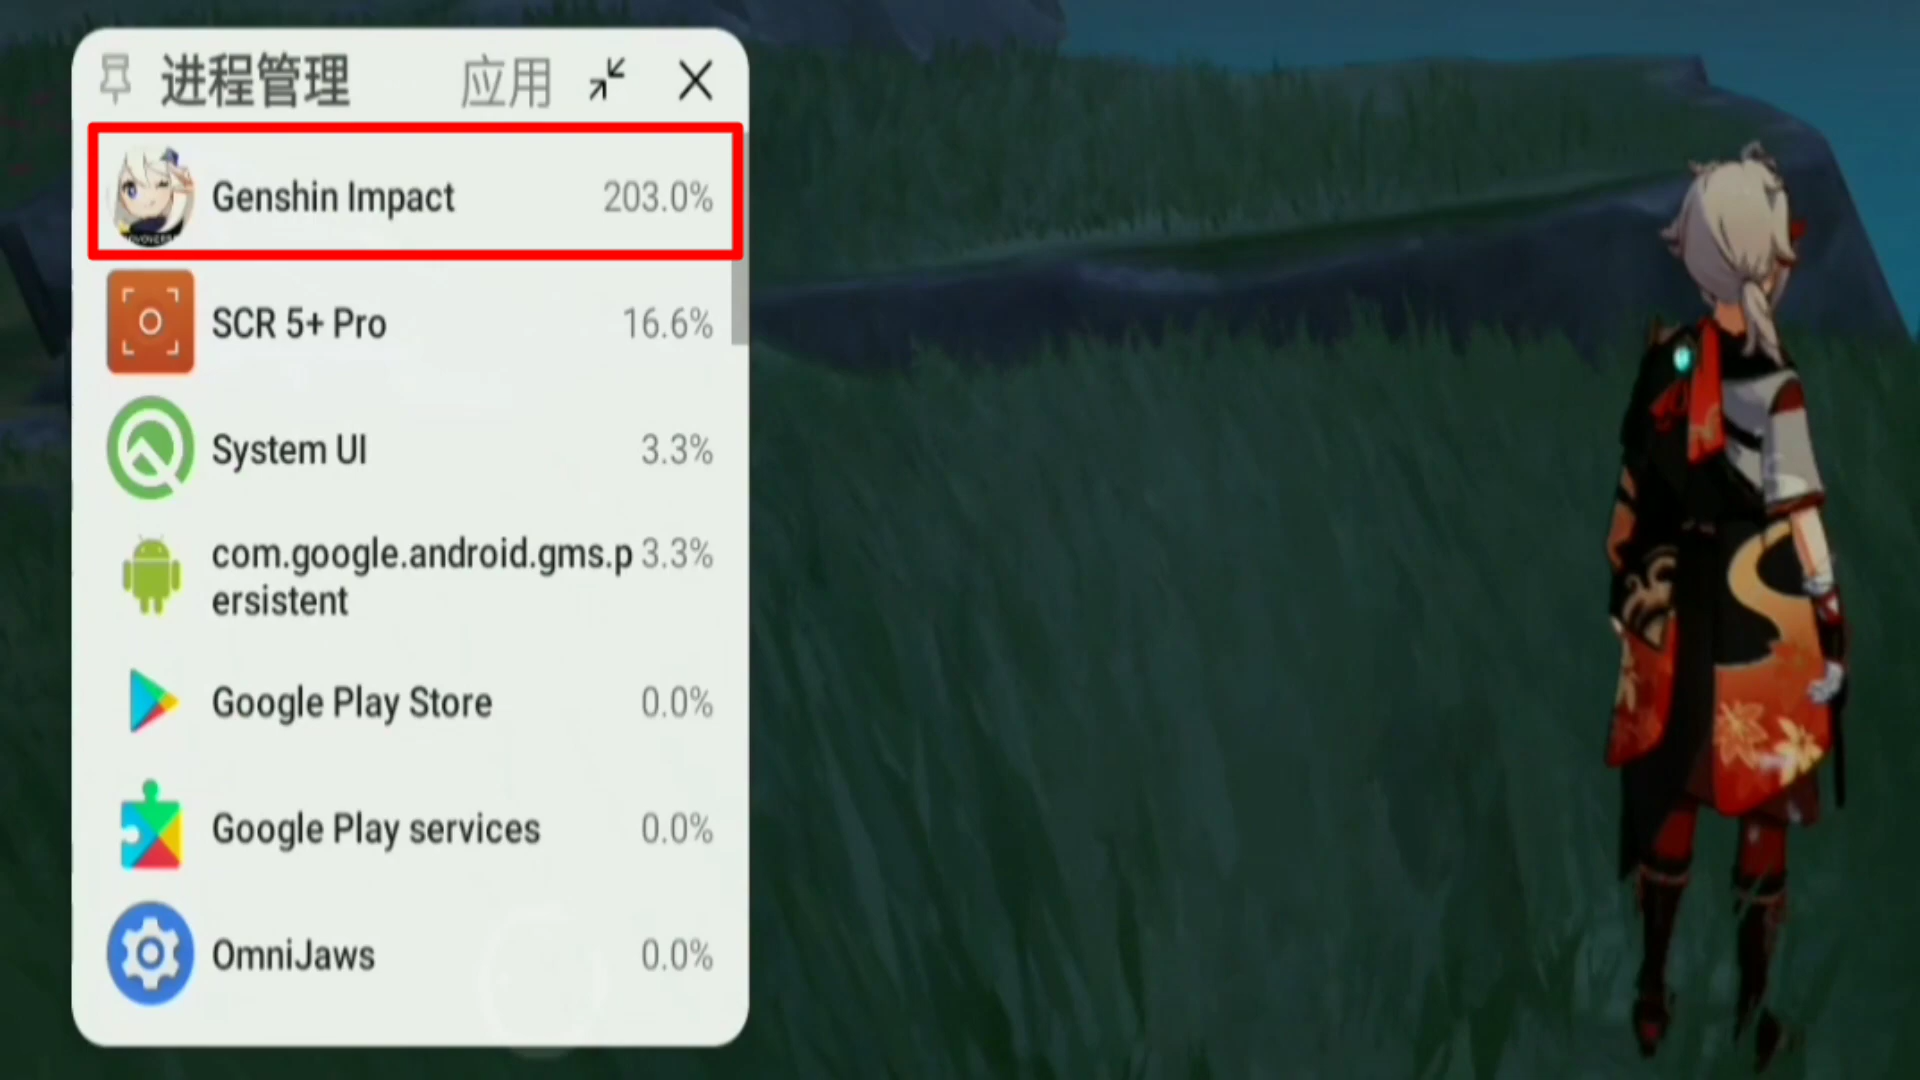 进程管理 应用
Genshin Impact 203.0%
SCR 5+ Pro 16.6%
System UI 3.3%
com.google.android.gms.p 3.3%
ersistent
Google Play Store 0.0%
Google Play services 0.0%
OmniJaws 0.0%